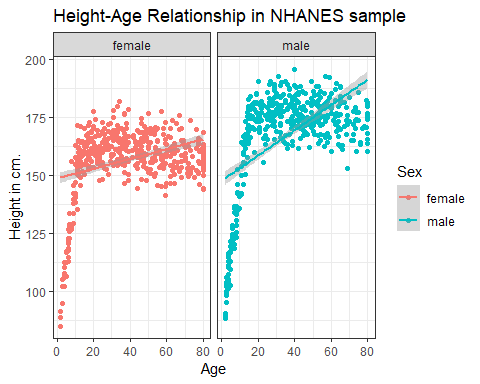 Height-Age Relationship in NHANES sample
female
male
200
175
150
125
100
Height in cm.
0
20
40
60
80
0
20
40
60
80
Age
Sex
female
male